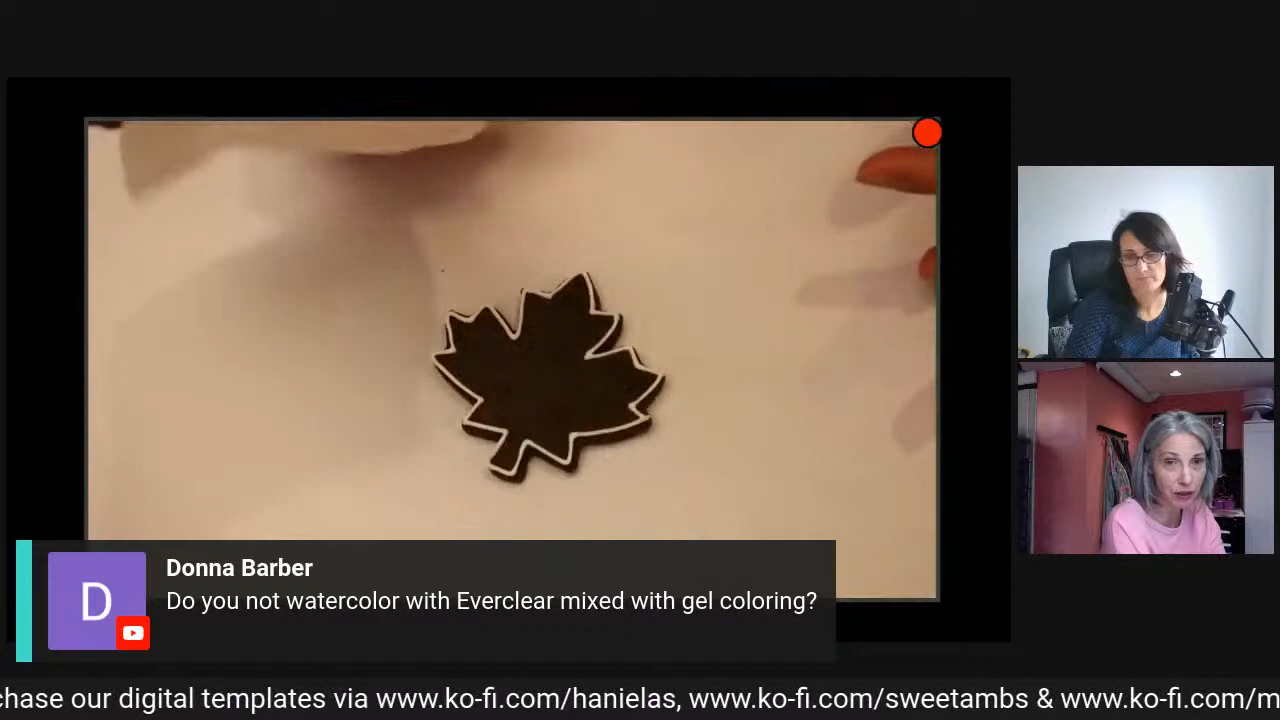 Donna Barber
D
Do you not watercolor with Everclear mixed with gel coloring?
chase our digital templates via www.ko-fi.com/hanielas, www.ko-fi.com/sweetambs & www.ko-fi.com/m